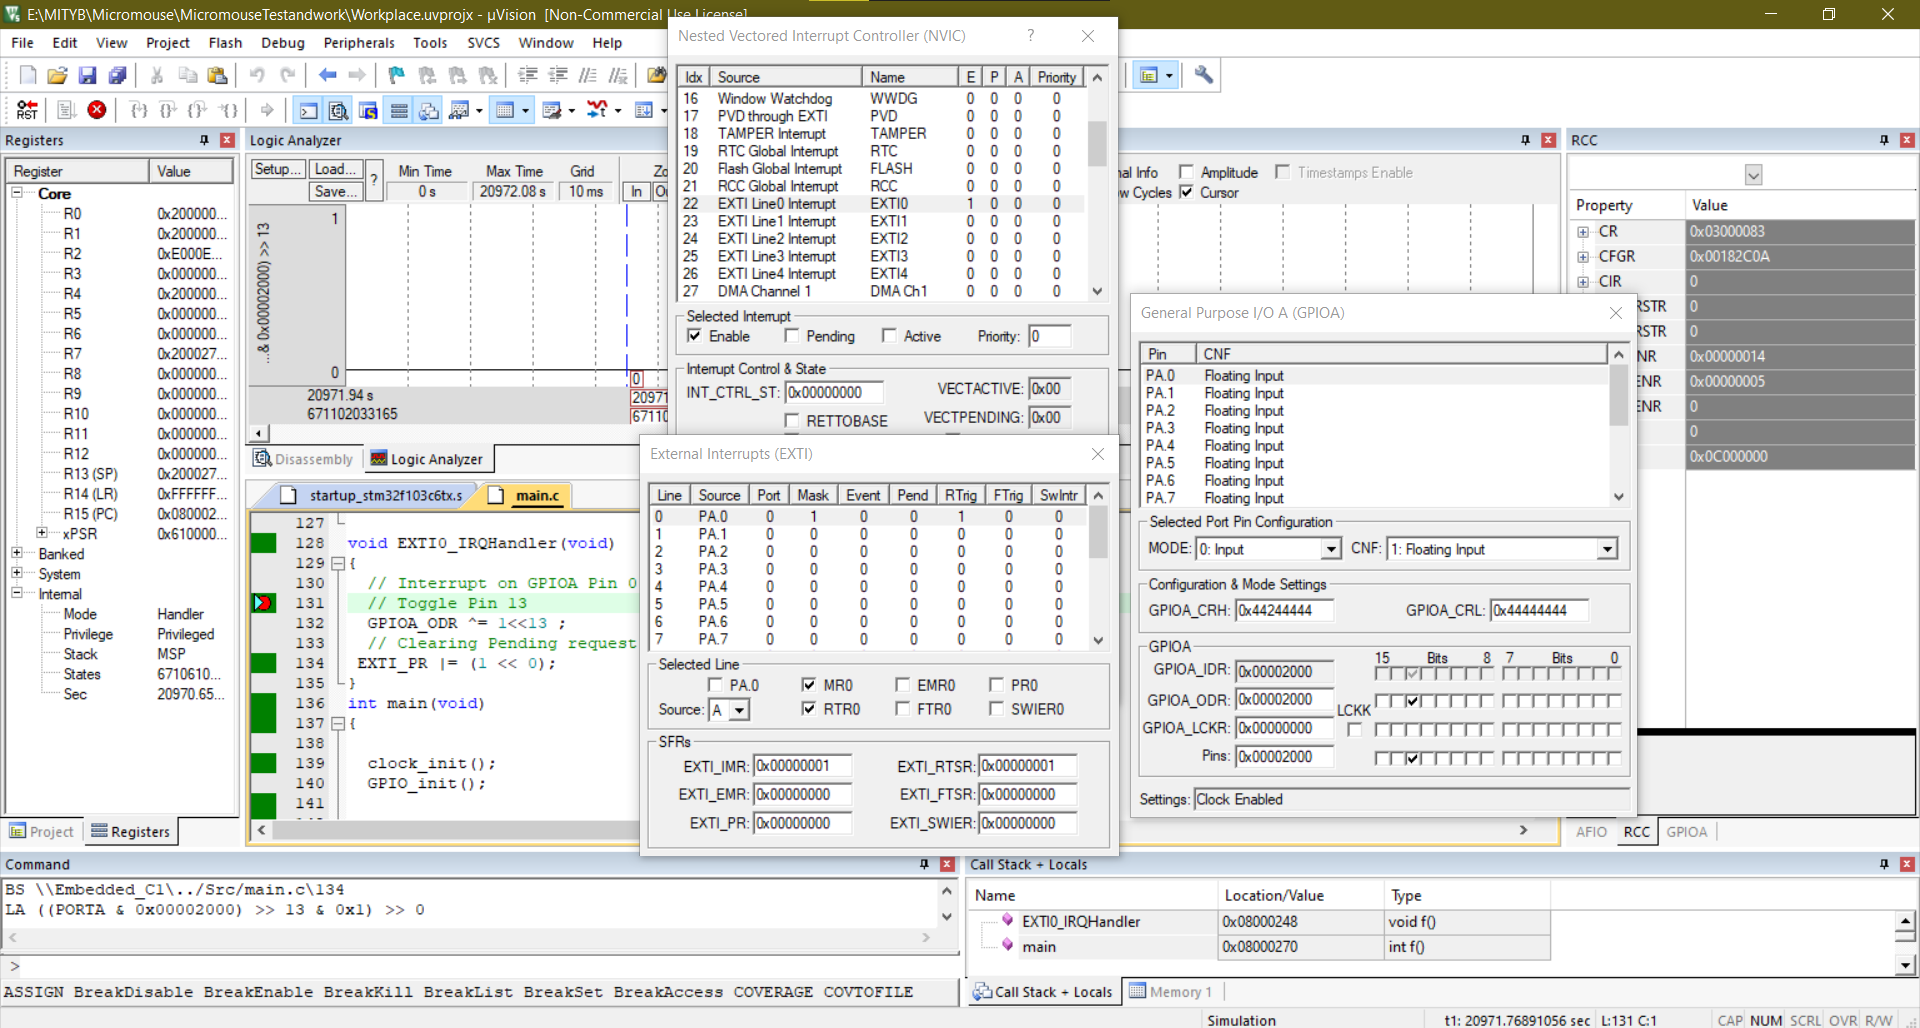 E:\MITYB\Micromouse\MicromouseTestandwork\Workplace.uvprojx - µVision [Non-Commercial Use License]
File Edit View Project Flash Debug Peripherals Tools SVCS Window Help
RST
Registers
Register Value
Core
R0 0x200000...
R1 0x200000...
R2 0xE000E...
R3 0x000000...
R4 0x200000...
R5 0x000000...
R6 0x000000...
R7 0x200027...
R8 0x000000...
R9 0x000000...
R10 0x000000...
R11 0x000000...
R12 0x000000...
R13 (SP) 0x200027...
R14 (LR) 0xFFFFFF...
R15 (PC) 0x080002...
xPSR 0x610000...
Banked
System
Internal
Mode Handler
Privilege Privileged
Stack MSP
States 6710610...
Sec 20970.65...
Project Registers
Logic Analyzer
Setup... Load... Save... ?
Min Time Max Time Grid Zo
0 s 20972.08 s 10 ms In Ou
nal Info Amplitude Timestamps Enable
w Cycles Cursor
...& 0x00002000) >> 13
1
0
0
20971.94 s 20971
671102033165 67110
Disassembly Logic Analyzer
startup_stm32f103c6tx.s main.c
127
128 void EXTI0_IRQHandler(void)
129 {
130 // Interrupt on GPIOA Pin 0
131 // Toggle Pin 13
132 GPIOA_ODR ^= 1<<13 ;
133 // Clearing Pending request
134 EXTI_PR |= (1 << 0);
135 }
136 int main(void)
137 {
138
139 clock_init();
140 GPIO_init();
141
Nested Vectored Interrupt Controller (NVIC) ?
Idx Source Name E P A Priority
16 Window Watchdog WWDG 0 0 0 0
17 PVD through EXTI PVD 0 0 0 0
18 TAMPER Interrupt TAMPER 0 0 0 0
19 RTC Global Interrupt RTC 0 0 0 0
20 Flash Global Interrupt FLASH 0 0 0 0
21 RCC Global Interrupt RCC 0 0 0 0
22 EXTI Line0 Interrupt EXTI0 1 0 0 0
23 EXTI Line1 Interrupt EXTI1 0 0 0 0
24 EXTI Line2 Interrupt EXTI2 0 0 0 0
25 EXTI Line3 Interrupt EXTI3 0 0 0 0
26 EXTI Line4 Interrupt EXTI4 0 0 0 0
27 DMA Channel 1 DMA Ch1 0 0 0 0
Selected Interrupt
Enable Pending Active Priority: 0
Interrupt Control & State
INT_CTRL_ST: 0x00000000 VECTACTIVE: 0x00
RETTOBASE VECTPENDING: 0x00
External Interrupts (EXTI)
Line Source Port Mask Event Pend RTrig FTrig SwIntr
0 PA.0 0 1 0 0 1 0 0
1 PA.1 0 0 0 0 0 0 0
2 PA.2 0 0 0 0 0 0 0
3 PA.3 0 0 0 0 0 0 0
4 PA.4 0 0 0 0 0 0 0
5 PA.5 0 0 0 0 0 0 0
6 PA.6 0 0 0 0 0 0 0
7 PA.7 0 0 0 0 0 0 0
Selected Line
PA.0 MR0 EMR0 PR0
Source: A RTR0 FTR0 SWIER0
SFRs
EXTI_IMR: 0x00000001 EXTI_RTSR: 0x00000001
EXTI_EMR: 0x00000000 EXTI_FTSR: 0x00000000
EXTI_PR: 0x00000000 EXTI_SWIER: 0x00000000
General Purpose I/O A (GPIOA)
Pin CNF
PA.0 Floating Input
PA.1 Floating Input
PA.2 Floating Input
PA.3 Floating Input
PA.4 Floating Input
PA.5 Floating Input
PA.6 Floating Input
PA.7 Floating Input
Selected Port Pin Configuration
MODE: 0: Input CNF: 1: Floating Input
Configuration & Mode Settings
GPIOA_CRH: 0x44244444 GPIOA_CRL: 0x44444444
GPIOA
15 Bits 8 7 Bits 0
GPIOA_IDR: 0x00002000
GPIOA_ODR: 0x00002000
LCKK
GPIOA_LCKR: 0x00000000
Pins: 0x00002000
Settings: Clock Enabled
RCC
Property Value
CR 0x03000083
CFGR 0x00182C0A
CIR 0
RSTR 0
RSTR 0
NR 0x00000014
ENR 0x00000005
ENR 0
0
0x0C000000
AFIO RCC GPIOA
Command
BS \\Embedded_C1\../Src/main.c\134
LA ((PORTA & 0x00002000) >> 13 & 0x1) >> 0
>
ASSIGN BreakDisable BreakEnable BreakKill BreakList BreakSet BreakAccess COVERAGE COVTOFILE
Call Stack + Locals
Name Location/Value Type
EXTI0_IRQHandler 0x08000248 void f()
main 0x08000270 int f()
Call Stack + Locals Memory 1
Simulation t1: 20971.76891056 sec L:131 C:1 CAP NUM SCRL OVR R/W